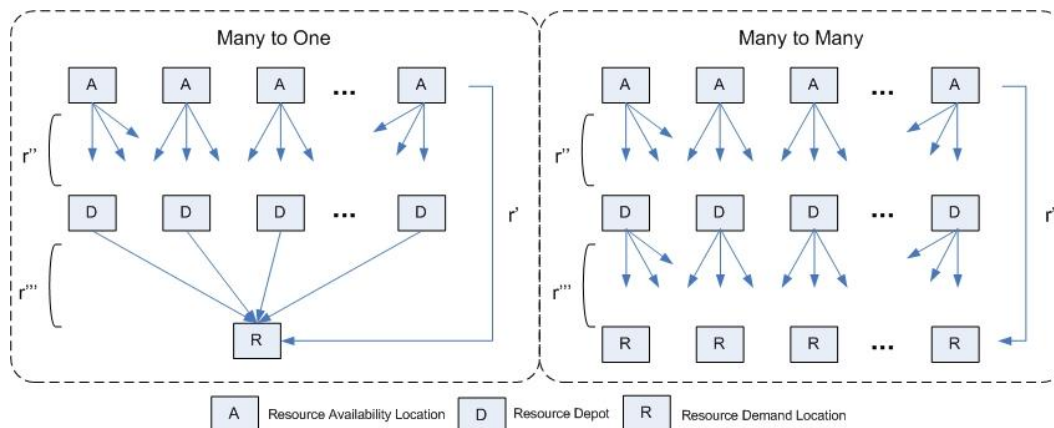 Many to One
A A A ... A
r''
D D D ... D
r'
r'''
R
Many to Many
A A A ... A
r''
D D D ... D
r'
r'''
R R R ... R
A Resource Availability Location D Resource Depot R Resource Demand Location